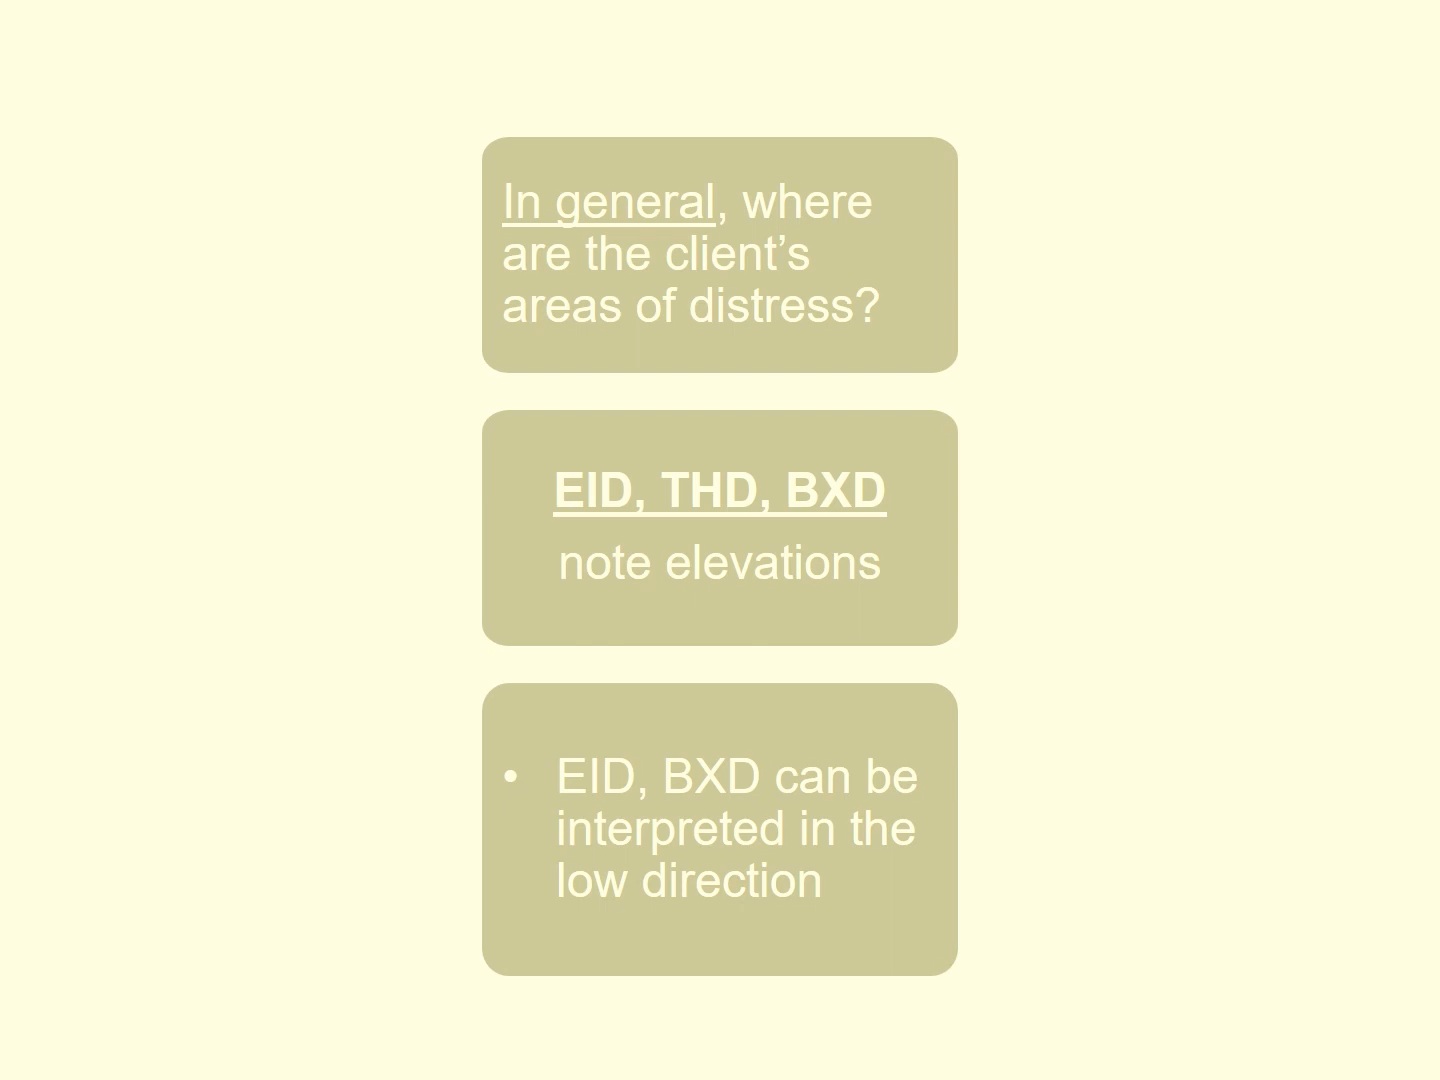 In general, where
are the client’s
areas of distress?
EID, THD, BXD
note elevations
• EID, BXD can be
interpreted in the
low direction